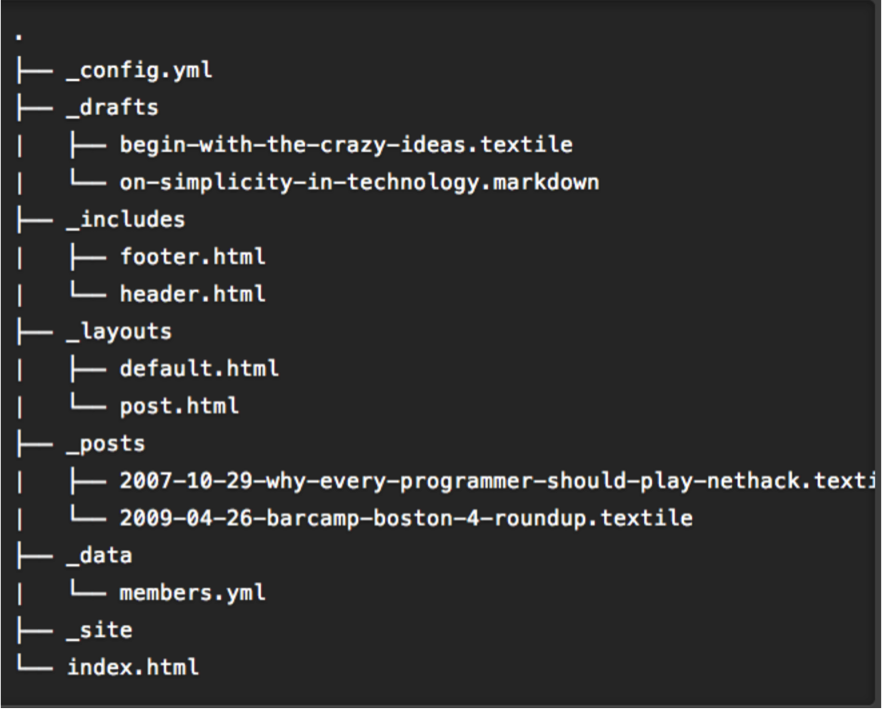 .
├── _config.yml
├── _drafts
|   ├── begin-with-the-crazy-ideas.textile
|   └── on-simplicity-in-technology.markdown
├── _includes
|   ├── footer.html
|   └── header.html
├── _layouts
|   ├── default.html
|   └── post.html
├── _posts
|   ├── 2007-10-29-why-every-programmer-should-play-nethack.texti
|   └── 2009-04-26-barcamp-boston-4-roundup.textile
├── _data
|   └── members.yml
├── _site
└── index.html